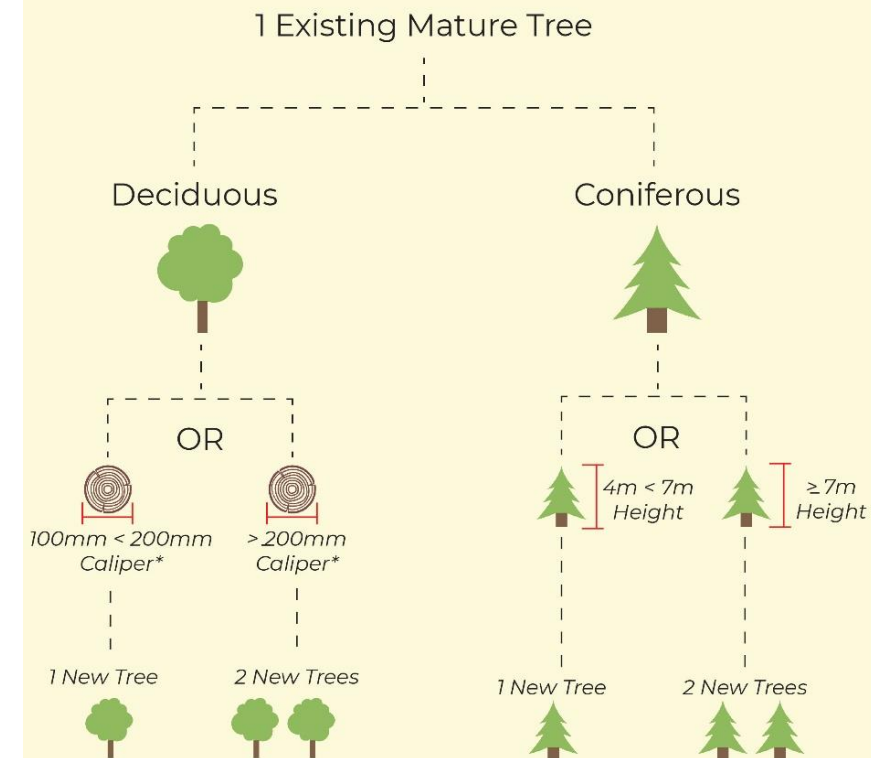 1 Existing Mature Tree
Deciduous
Coniferous
OR
OR
100mm < 200mm
Caliper*
≥200mm
Caliper*
4m < 7m
Height
≥7m
Height
1 New Tree
2 New Trees
1 New Tree
2 New Trees